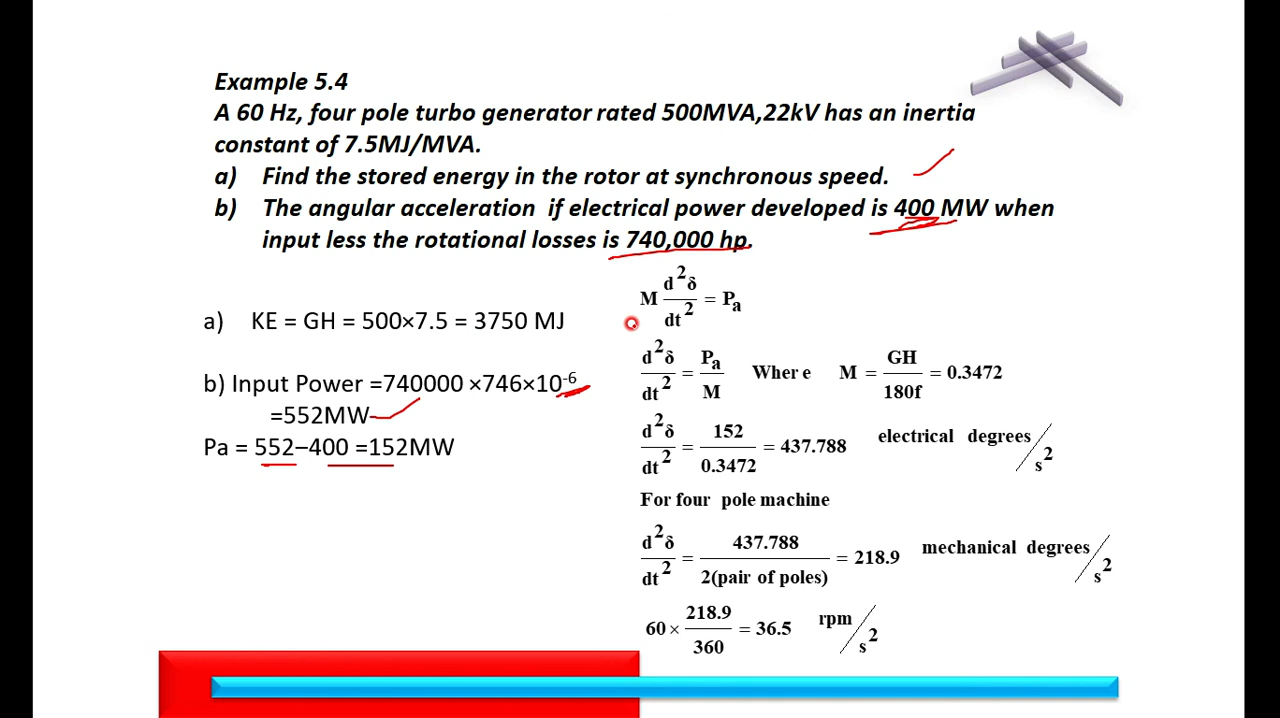 Example 5.4
A 60 Hz, four pole turbo generator rated 500MVA,22kV has an inertia
constant of 7.5MJ/MVA.
a) Find the stored energy in the rotor at synchronous speed.
b) The angular acceleration if electrical power developed is 400 MW when
input less the rotational losses is 740,000 hp.
a) KE = GH = 500×7.5 = 3750 MJ
b) Input Power =740000 ×746×10⁻⁶
=552MW
Pa = 552–400 =152MW
M d²δ/dt² = Pₐ
d²δ/dt² = Pₐ/M Wher e M = GH/180f = 0.3472
d²δ/dt² = 152/0.3472 = 437.788 electrical degrees/s²
For four pole machine
d²δ/dt² = 437.788/2(pair of poles) = 218.9 mechanical degrees/s²
60 × 218.9/360 = 36.5 rpm/s²